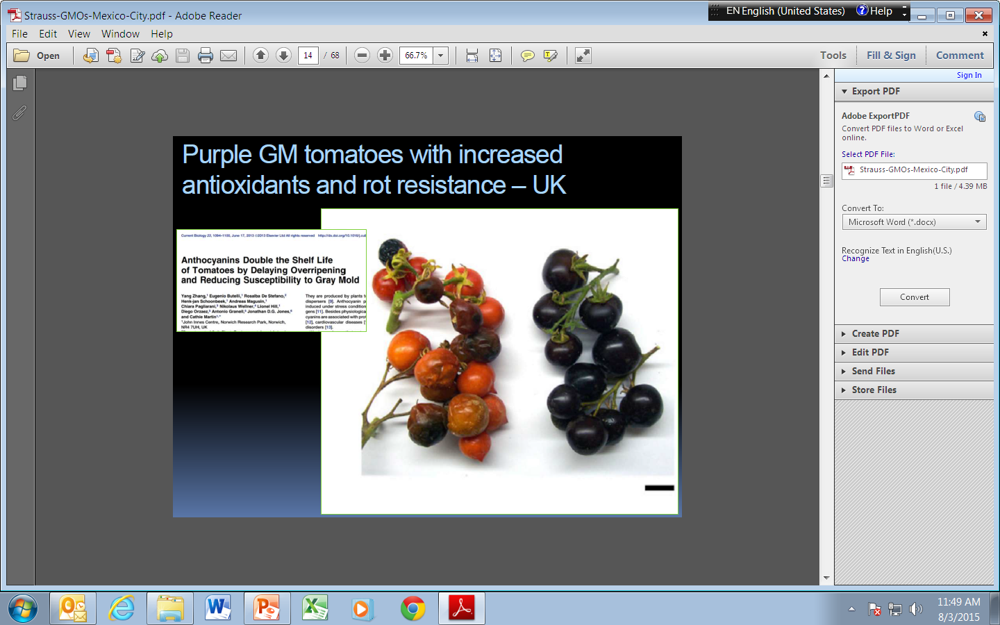 Strauss-GMOs-Mexico-City.pdf - Adobe Reader
EN English (United States) Help
File Edit View Window Help
Open 14 / 68 66.7% Tools Fill & Sign Comment
Sign In
Export PDF
Adobe ExportPDF
Convert PDF files to Word or Excel
online.
Select PDF File:
Strauss-GMOs-Mexico-City.pdf
1 file / 4.39 MB
Convert To:
Microsoft Word (*.docx)
Recognize Text in English(U.S.)
Change
Convert
Create PDF
Edit PDF
Send Files
Store Files
Purple GM tomatoes with increased
antioxidants and rot resistance – UK
Current Biology 23, 1094–1100, June 17, 2013 ©2013 Elsevier Ltd All rights reserved http://dx.doi.org/10.1016/j.cub
Anthocyanins Double the Shelf Life
of Tomatoes by Delaying Overripening
and Reducing Susceptibility to Gray Mold
Yang Zhang,1 Eugenio Butelli,1 Rosalba De Stefano,2
Henk-jan Schoonbeek,1 Andreas Magusin,1
Chiara Pagliarani,3 Nikolaus Wellner,4 Lionel Hill,1
Diego Orzaez,5 Antonio Granell,5 Jonathan D.G. Jones,6
and Cathie Martin1,*
1John Innes Centre, Norwich Research Park, Norwich,
NR4 7UH, UK
They are produced by plants t
dispersers [9]. Anthocyanin p
induced under stress condition
gens [11]. Besides physiological
cyanins are associated with pro
[12], cardiovascular diseases [
disorders [13].
11:49 AM
8/3/2015